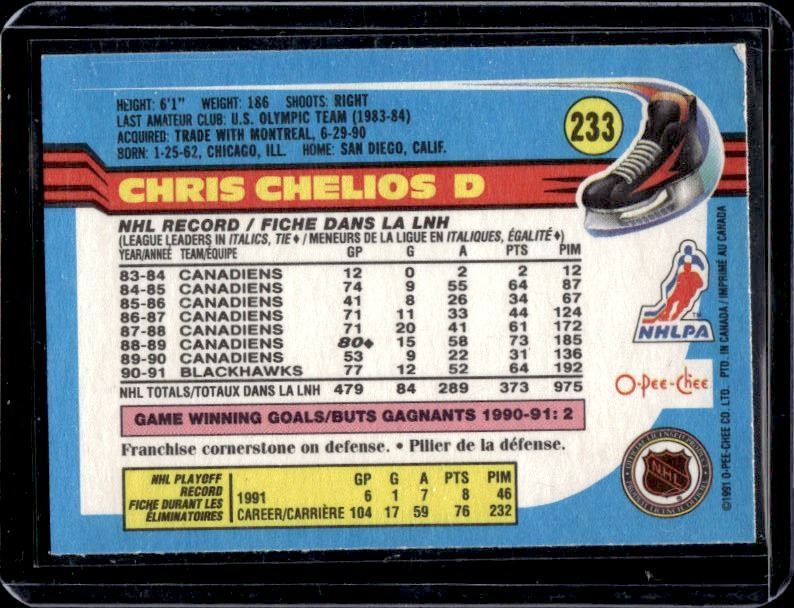 HEIGHT: 6'1" WEIGHT: 186 SHOOTS: RIGHT
LAST AMATEUR CLUB: U.S. OLYMPIC TEAM (1983-84)
ACQUIRED: TRADE WITH MONTREAL, 6-29-90
BORN: 1-25-62, CHICAGO, ILL. HOME: SAN DIEGO, CALIF.
233
CHRIS CHELIOS D
NHL RECORD / FICHE DANS LA LNH
(LEAGUE LEADERS IN ITALICS, TIE ♦ / MENEURS DE LA LIGUE EN ITALIQUES, ÉGALITÉ ♦)
YEAR/ANNÉE TEAM/ÉQUIPE GP G A PTS PIM
83-84 CANADIENS 12 0 2 2 12
84-85 CANADIENS 74 9 55 64 87
85-86 CANADIENS 41 8 26 34 67
86-87 CANADIENS 71 11 33 44 124
87-88 CANADIENS 71 20 41 61 172
88-89 CANADIENS 80♦ 15 58 73 185
89-90 CANADIENS 53 9 22 31 136
90-91 BLACKHAWKS 77 12 52 64 192
NHL TOTALS/TOTAUX DANS LA LNH 479 84 289 373 975
GAME WINNING GOALS/BUTS GAGNANTS 1990-91: 2
Franchise cornerstone on defense. • Pilier de la défense.
NHL PLAYOFF RECORD
FICHE DURANT LES ÉLIMINATOIRES
GP G A PTS PIM
1991 6 1 7 8 46
CAREER/CARRIÈRE 104 17 59 76 232
NHLPA
TM
O-Pee-Chee
NHL
©1991 O-PEE-CHEE CO. LTD. PTD. IN CANADA / IMPRIMÉ AU CANADA